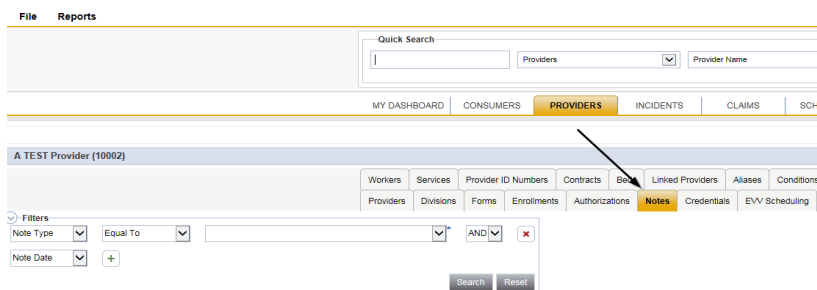 File Reports
Quick Search
Providers Provider Name
MY DASHBOARD CONSUMERS PROVIDERS INCIDENTS CLAIMS SCH
A TEST Provider (10002)
Workers Services Provider ID Numbers Contracts Linked Providers Aliases Conditions
Providers Divisions Forms Enrollments Authorizations Notes Credentials EVV Scheduling
Filters
Note Type Equal To * AND
Note Date
Search Reset